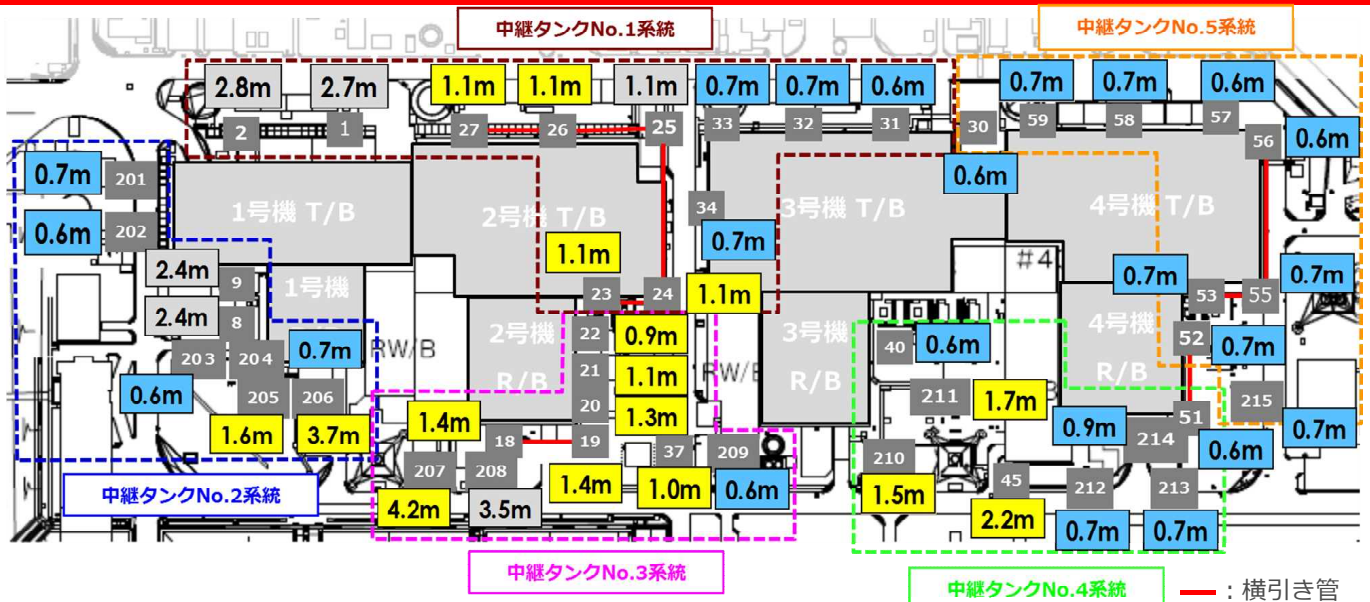 中継タンクNo.1系統
中継タンクNo.5系統
2.8m
2.7m
1.1m
1.1m
1.1m
0.7m
0.7m
0.6m
0.7m
0.7m
0.6m
2
1
27
26
25
33
32
31
30
59
58
57
56
0.6m
0.7m
201
0.6m
202
1号機 T/B
2号機 T/B
34
3号機 T/B
0.6m
4号機 T/B
0.7m
1.1m
#4
2.4m
9
1号機
2.4m
8
23
24
1.1m
0.7m
53
55
0.7m
203
204
0.7m
RW/B
2号機
R/B
22
0.9m
21
1.1m
20
1.3m
RW/B
3号機
R/B
40
0.6m
4号機
R/B
52
0.7m
0.6m
205
206
1.6m
3.7m
1.4m
18
19
37
209
211
1.7m
0.9m
51
214
0.6m
215
0.7m
207
208
4.2m
3.5m
1.4m
1.0m
0.6m
210
1.5m
45
2.2m
212
213
0.7m
0.7m
中継タンクNo.2系統
中継タンクNo.3系統
中継タンクNo.4系統
：横引き管